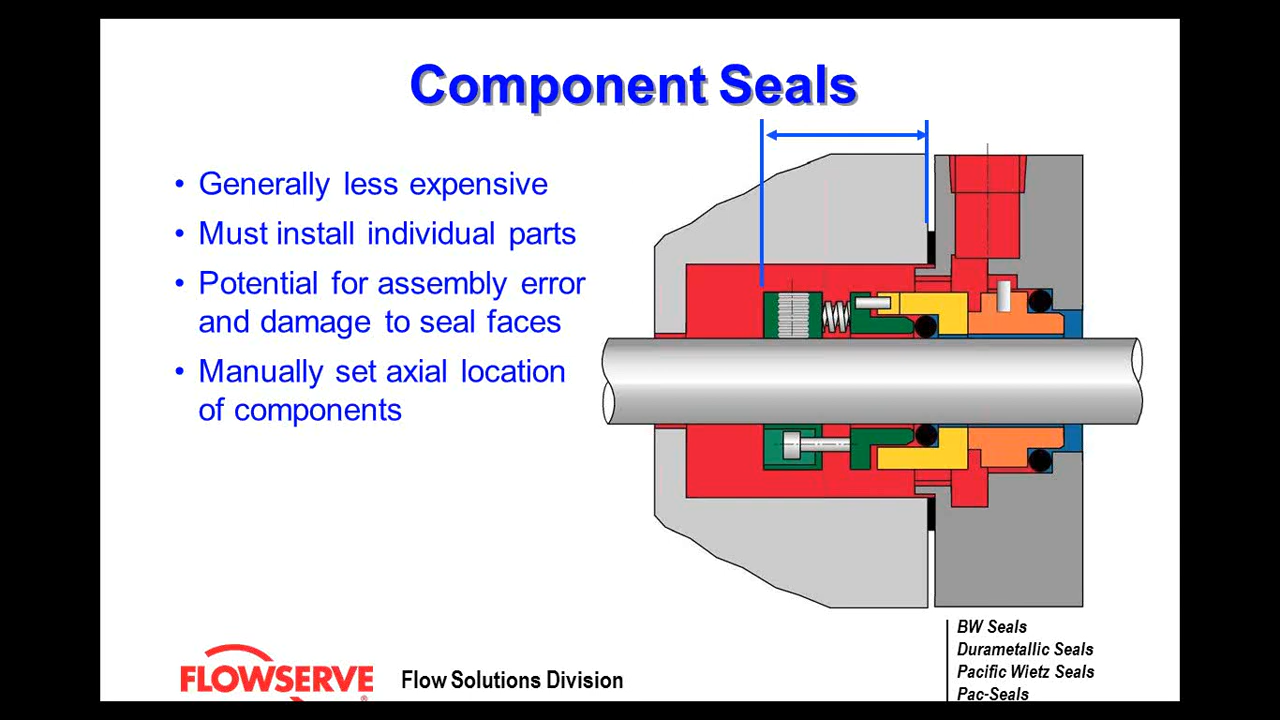 Component Seals
• Generally less expensive
• Must install individual parts
• Potential for assembly error
and damage to seal faces
• Manually set axial location
of components
FLOWSERVE
®
Flow Solutions Division
BW Seals
Durametallic Seals
Pacific Wietz Seals
Pac-Seals